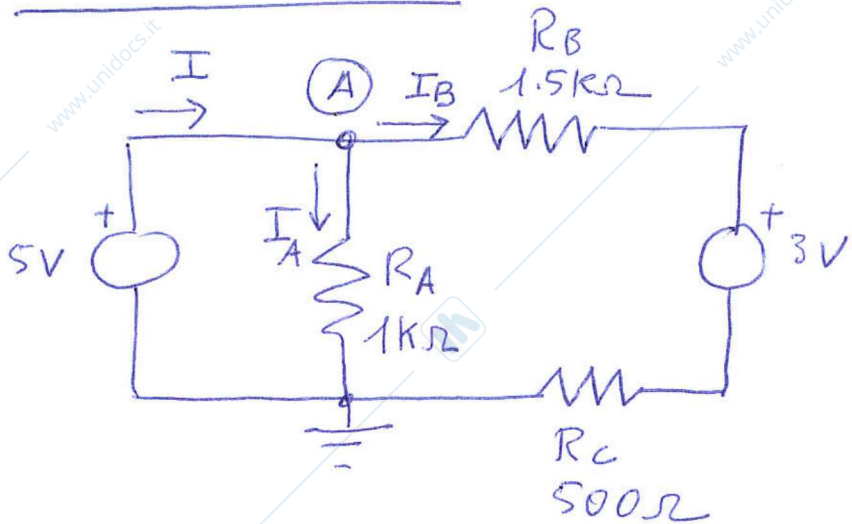 www.unidocs.it
www.unidocs.it
I
A
I_B
R_B
1.5kΩ
+
5V
I_A
R_A
1kΩ
+
3V
R_C
500Ω